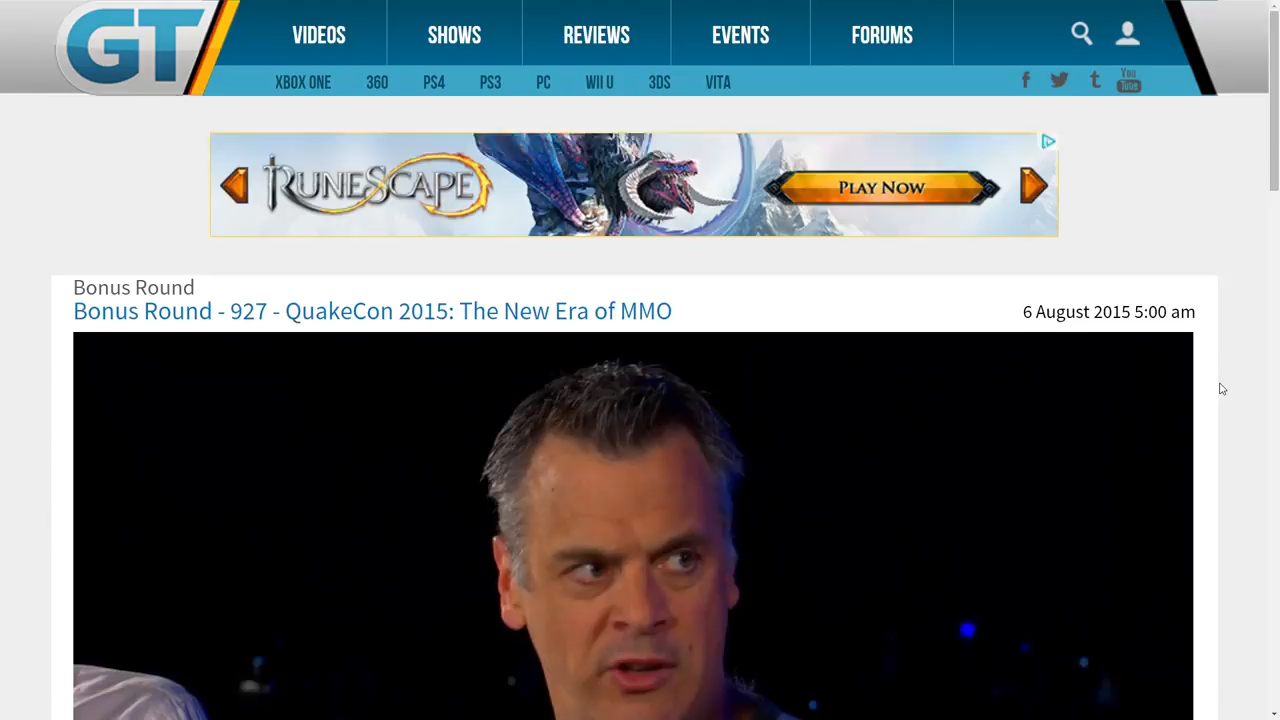 GT
VIDEOS SHOWS REVIEWS EVENTS FORUMS
XBOX ONE 360 PS4 PS3 PC WII U 3DS VITA
f t You Tube
RUNESCAPE
PLAY NOW
Bonus Round
Bonus Round - 927 - QuakeCon 2015: The New Era of MMO
6 August 2015 5:00 am